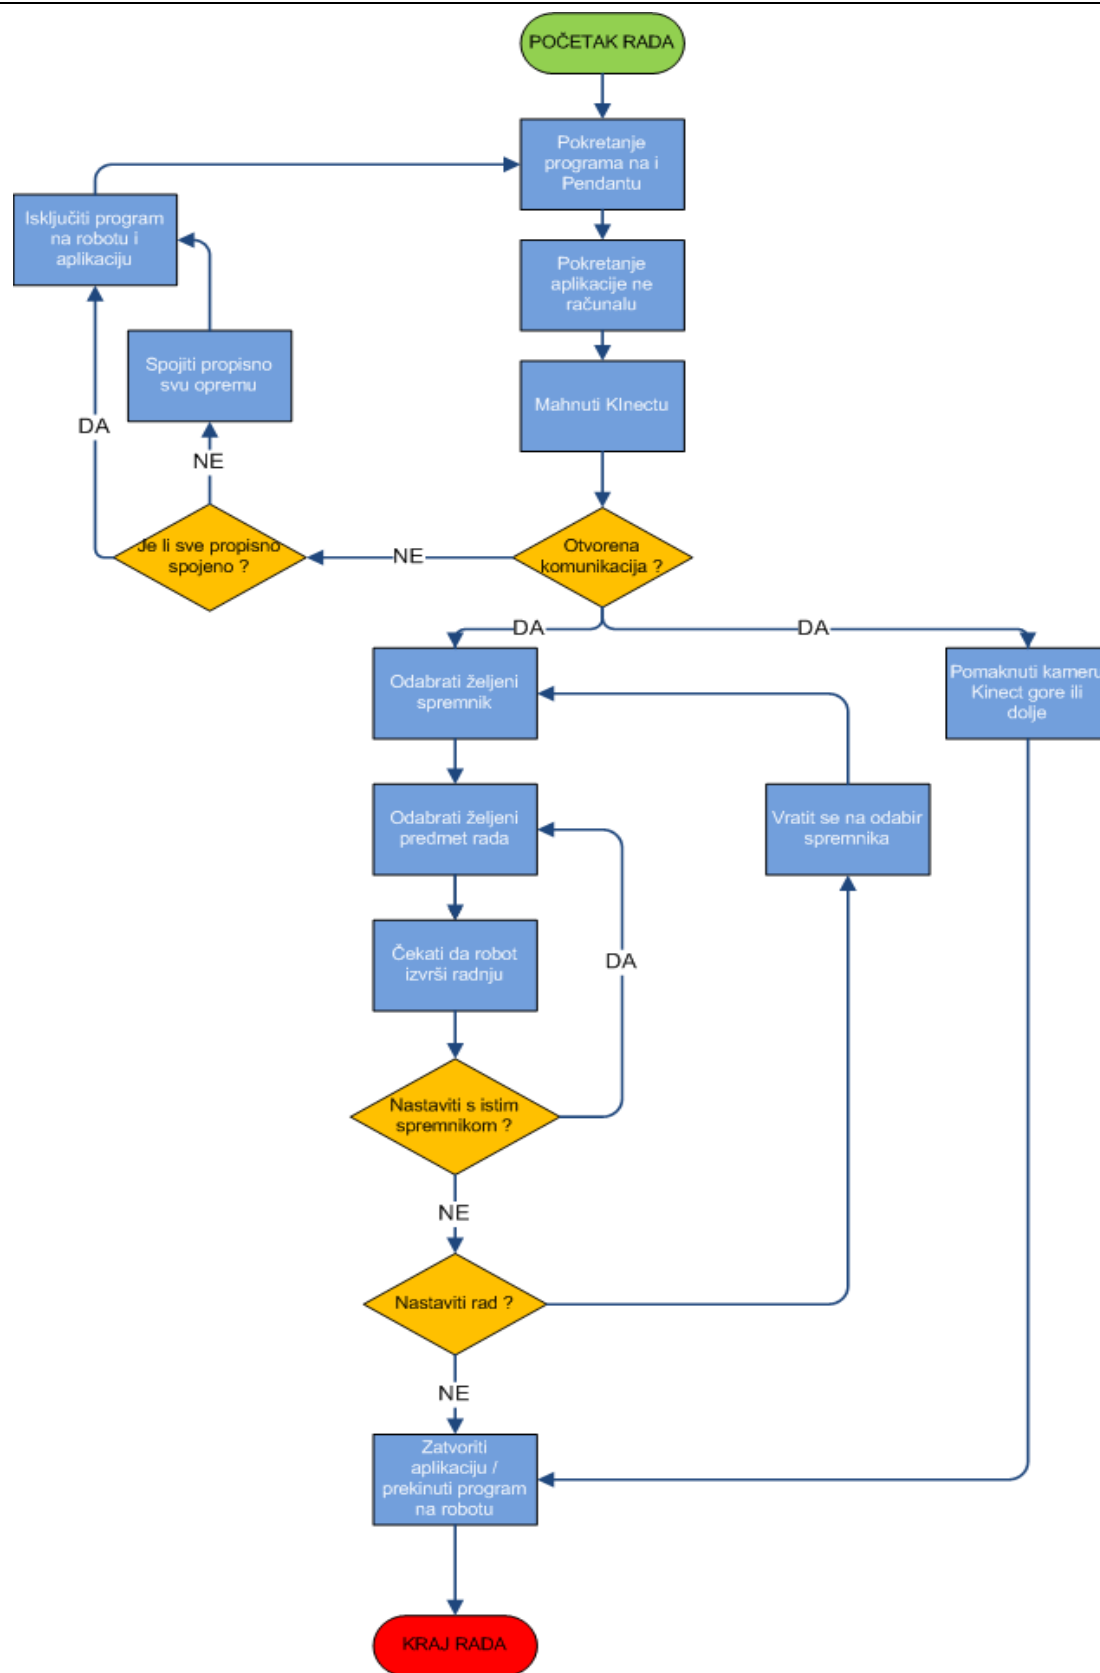 POČETAK RADA
Pokretanje
programa na i
Pendantu
Isključiti program
na robotu i
aplikaciju
Pokretanje
aplikacije ne
računalu
Spojiti propisno
svu opremu
Mahnuti KInectu
DA
NE
Je li sve propisno
spojeno ?
NE
Otvorena
komunikacija ?
DA
DA
Odabrati željeni
spremnik
Pomaknuti kameru
Kinect gore ili
dolje
Odabrati željeni
predmet rada
Vratit se na odabir
spremnika
Čekati da robot
izvrši radnju
DA
Nastaviti s istim
spremnikom ?
NE
Nastaviti rad ?
NE
Zatvoriti
aplikaciju /
prekinuti program
na robotu
KRAJ RADA